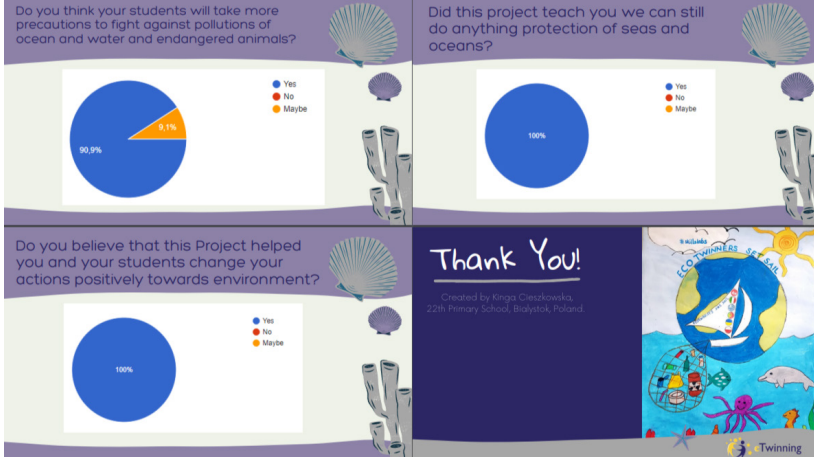 Do you think your students will take more
precautions to fight against pollutions of
ocean and water and endangered animals?
Yes
No
Maybe
9,1%
90,9%
Did this project teach you we can still
do anything protection of seas and
oceans?
Yes
No
Maybe
100%
Do you believe that this Project helped
you and your students change your
actions positively towards environment?
Yes
No
Maybe
100%
Thank You!
Created by Kinga Cieszkowska,
22th Primary School, Bialystok, Poland.
ECO TWINNERS SET SAIL
eTwinning